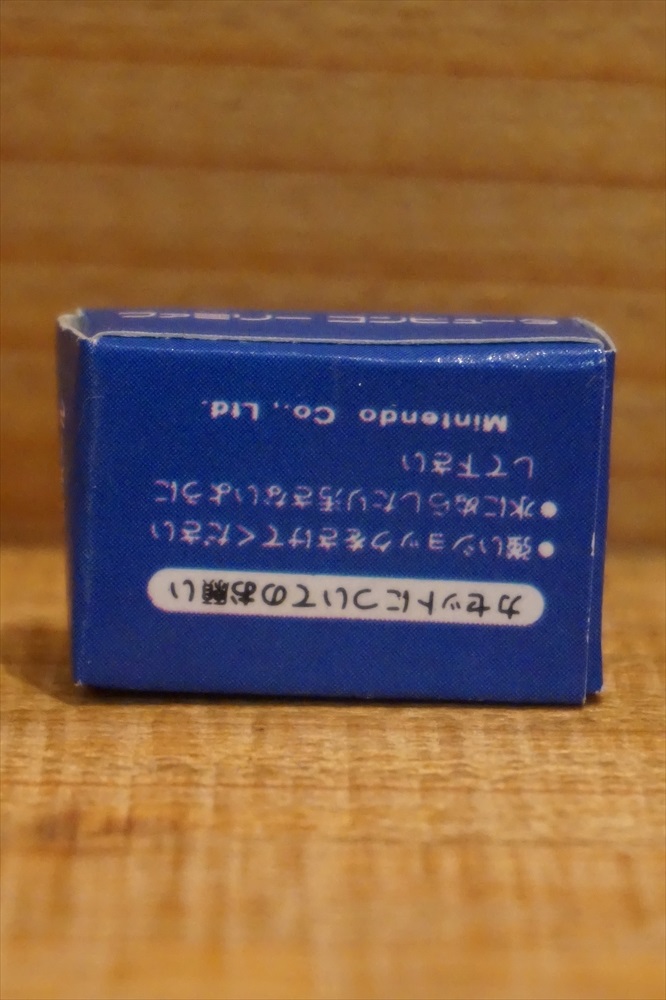 カセットについてのお願い
●強いショックをさけてください
●水にぬらしたり汚さないように
して下さい
Mintendo Co., Ltd.